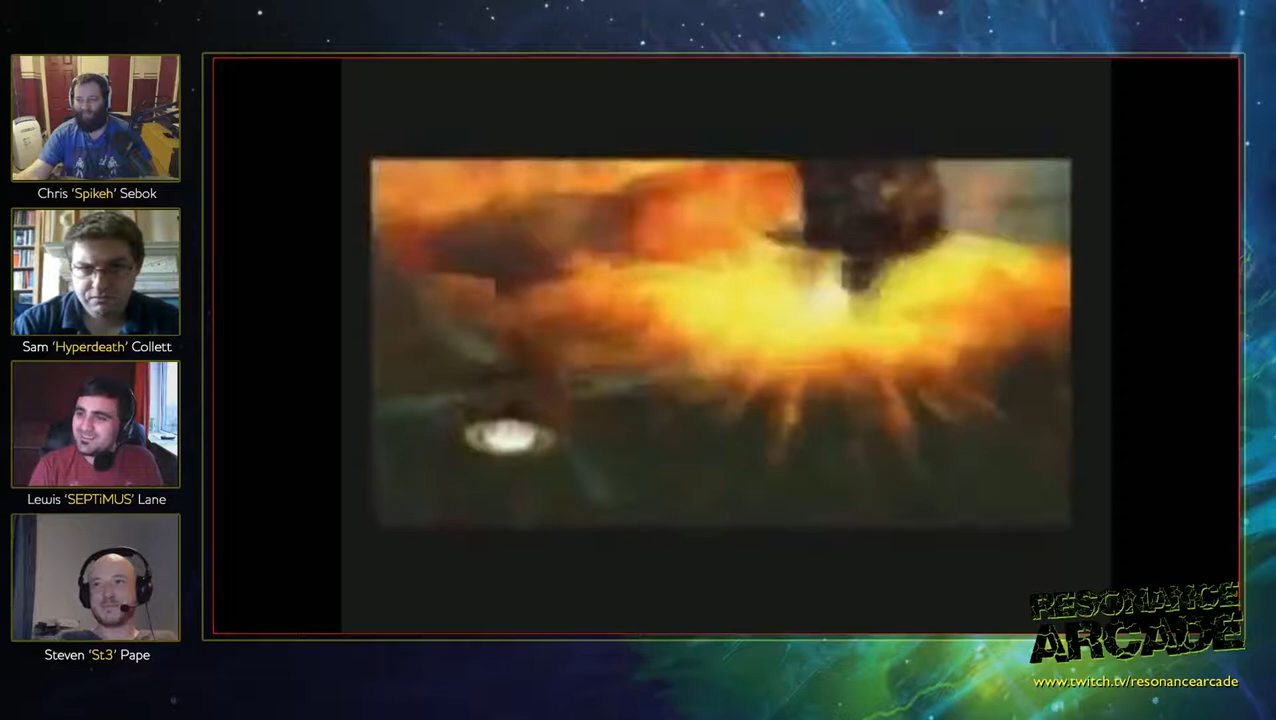 Chris 'Spikeh' Sebok
Sam 'Hyperdeath' Collett
Lewis 'SEPTiMUS' Lane
Steven 'St3' Pape
RESONANCE
ARCADE
www.twitch.tv/resonancearcade